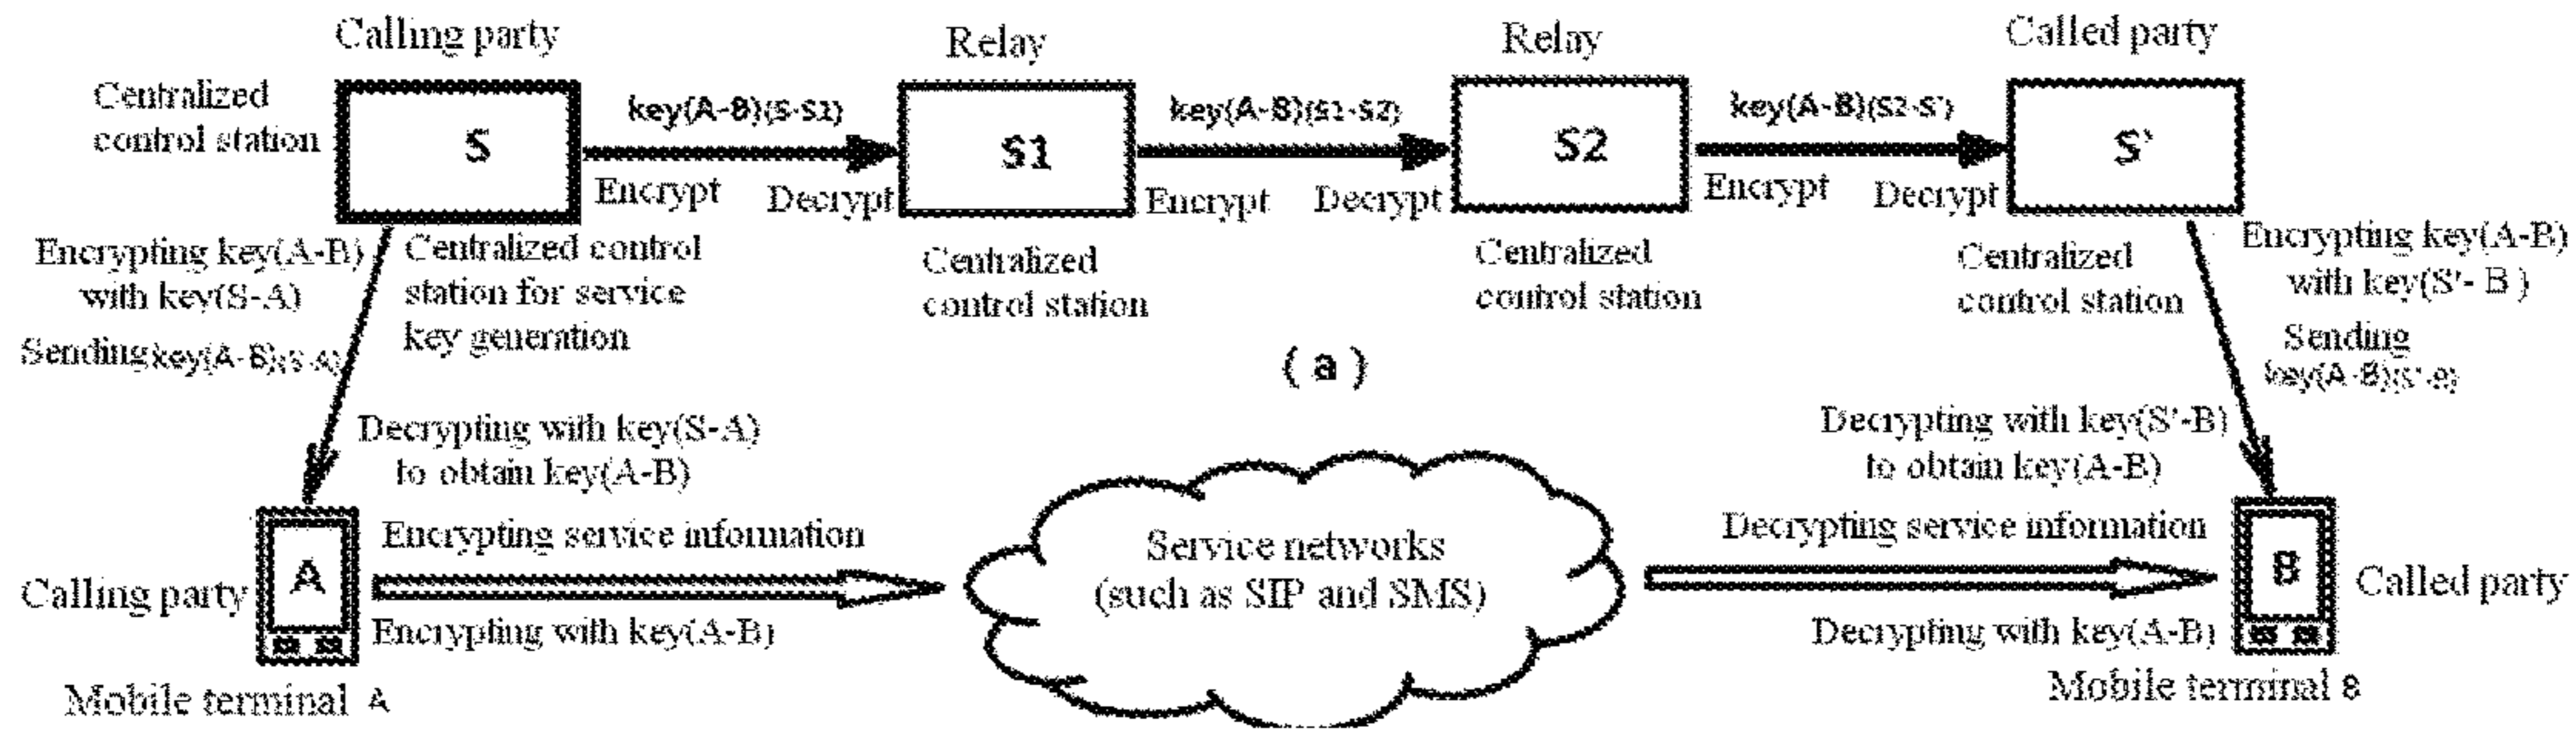 Calling party
Relay
Relay
Called party
Centralized
control station
S
key(A-B)(S-S1)
Encrypt
Decrypt
S1
key(A-B)(S1-S2)
Encrypt
Decrypt
S2
key(A-B)(S2-S')
Encrypt
Decrypt
S'
Encrypting key(A-B)
with key(S-A)
Sending key(A-B)(S-A)
Centralized control
station for service
key generation
Centralized
control station
Centralized
control station
Centralized
control station
Encrypting key(A-B)
with key(S'- B)
Sending
key(A-B)(S'-B)
(a)
Decrypting with key(S-A)
to obtain key(A-B)
Decrypting with key(S'-B)
to obtain key(A-B)
A
Calling party
Mobile terminal A
Encrypting service information
Encrypting with key(A-B)
Service networks
(such as SIP and SMS)
Decrypting service information
Decrypting with key(A-B)
B
Called party
Mobile terminal B